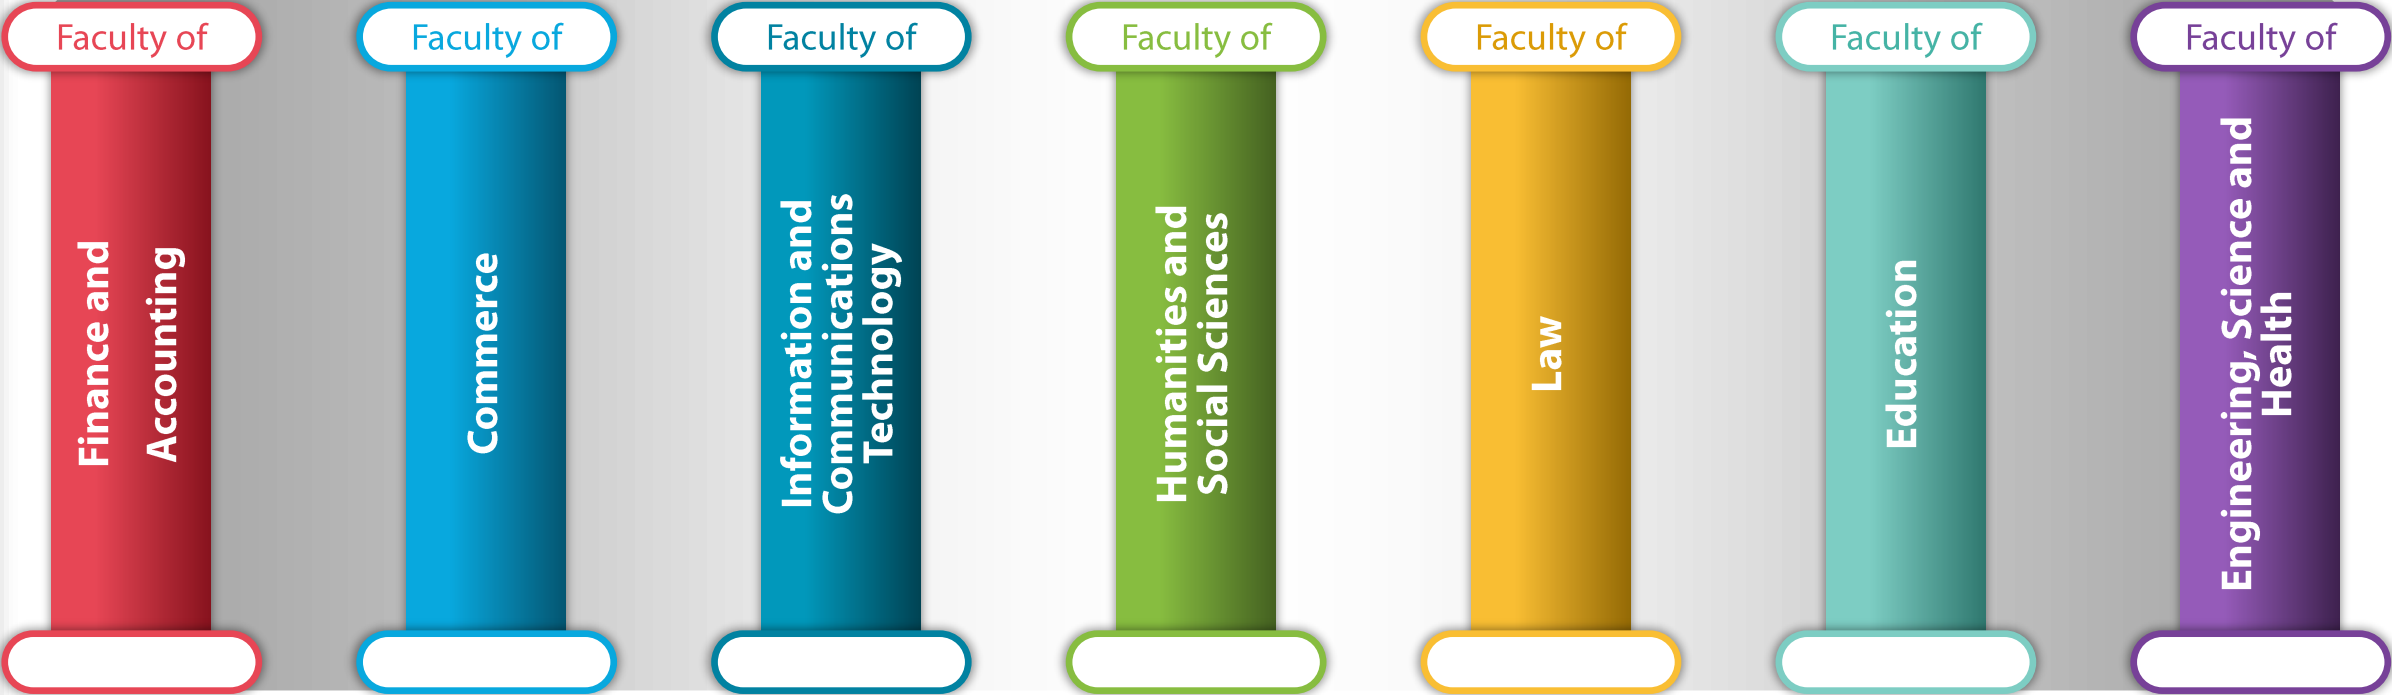 Faculty of
Finance and
Accounting
Faculty of
Commerce
Faculty of
Information and
Communications
Technology
Faculty of
Humanities and
Social Sciences
Faculty of
Law
Faculty of
Education
Faculty of
Engineering, Science and
Health